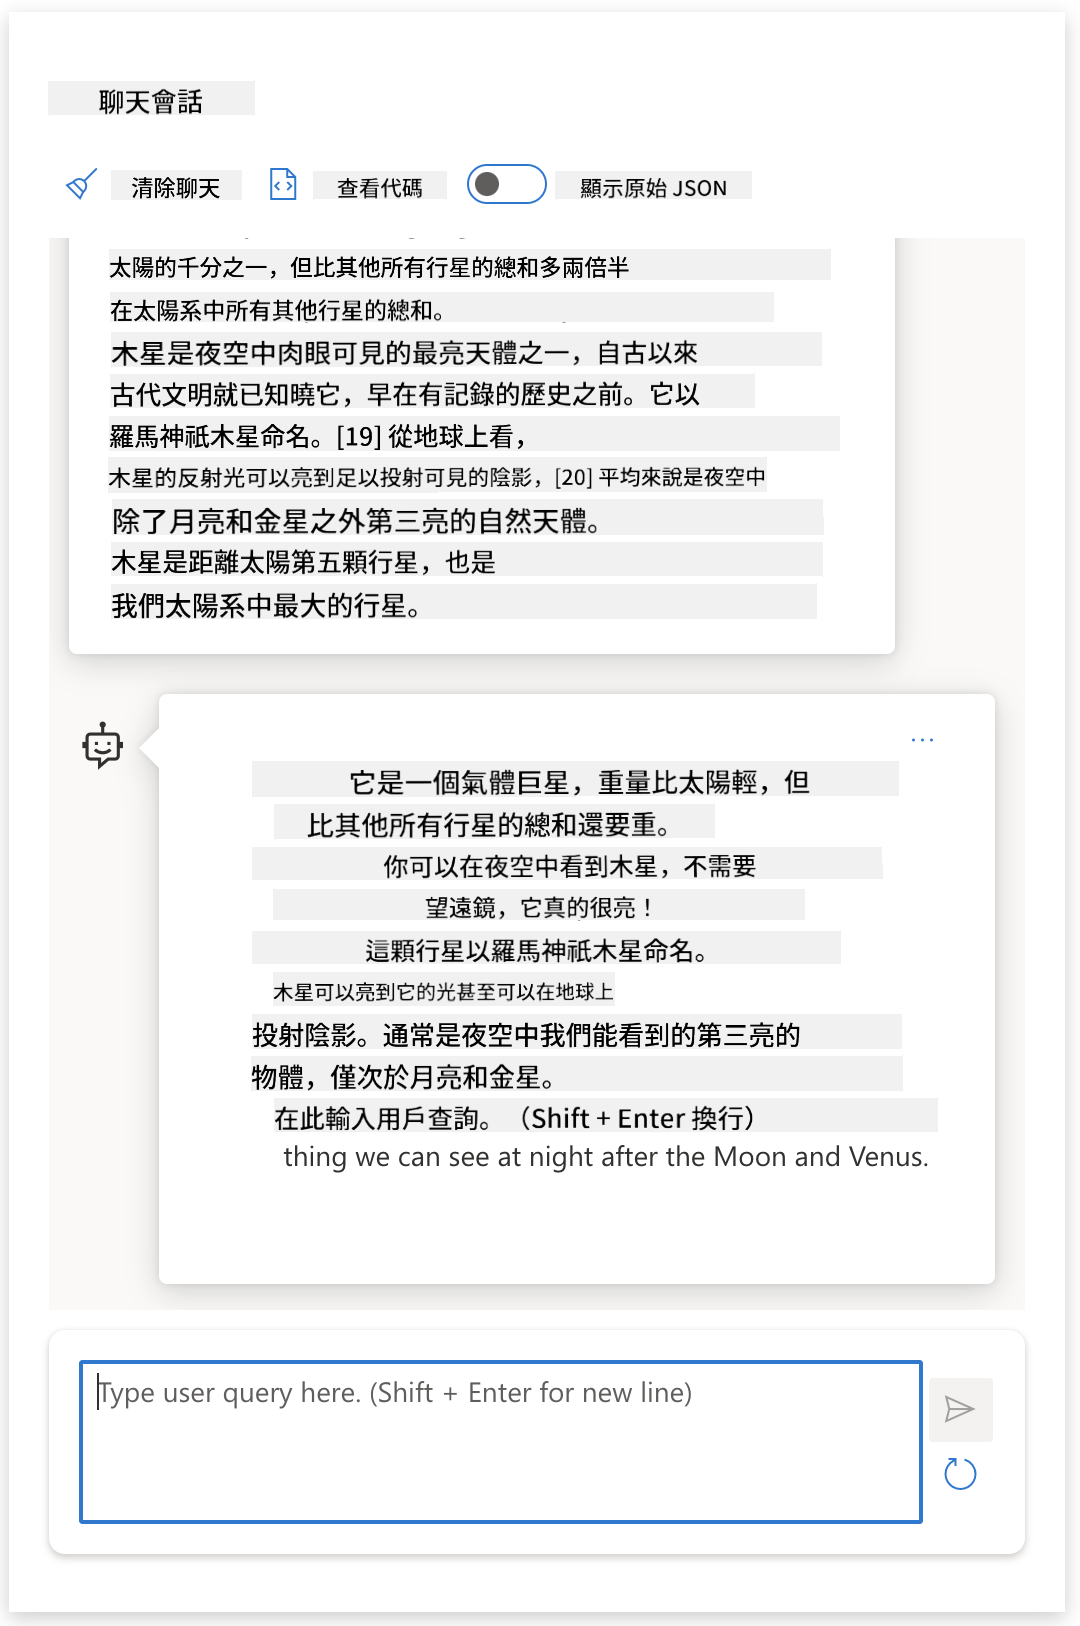 聊天會話
清除聊天
查看代碼
顯示原始 JSON
太陽的千分之一，但比其他所有行星的總和多兩倍半
在太陽系中所有其他行星的總和。
木星是夜空中肉眼可見的最亮天體之一，自古以來
古代文明就已知曉它，早在有記錄的歷史之前。它以
羅馬神祇木星命名。[19] 從地球上看，
木星的反射光可以亮到足以投射可見的陰影，[20] 平均來說是夜空中
除了月亮和金星之外第三亮的自然天體。
木星是距離太陽第五顆行星，也是
我們太陽系中最大的行星。
它是一個氣體巨星，重量比太陽輕，但
比其他所有行星的總和還要重。
你可以在夜空中看到木星，不需要
望遠鏡，它真的很亮！
這顆行星以羅馬神祇木星命名。
木星可以亮到它的光甚至可以在地球上
投射陰影。通常是夜空中我們能看到的第三亮的
物體，僅次於月亮和金星。
在此輸入用戶查詢。（Shift + Enter 換行）
thing we can see at night after the Moon and Venus.
Type user query here. (Shift + Enter for new line)